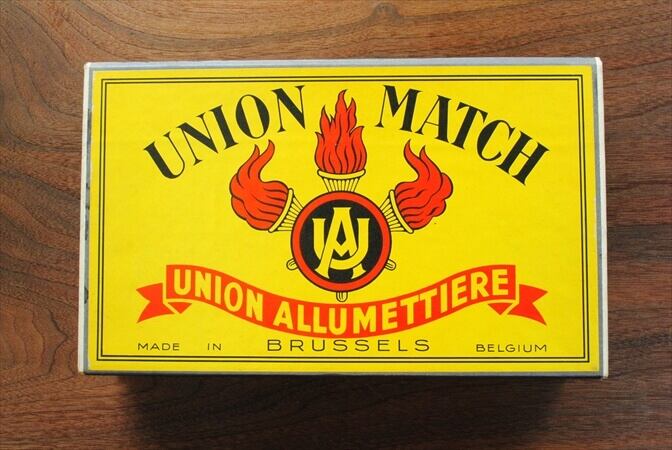 UNION MATCH
UA
UNION ALLUMETTIERE
MADE IN BRUSSELS BELGIUM